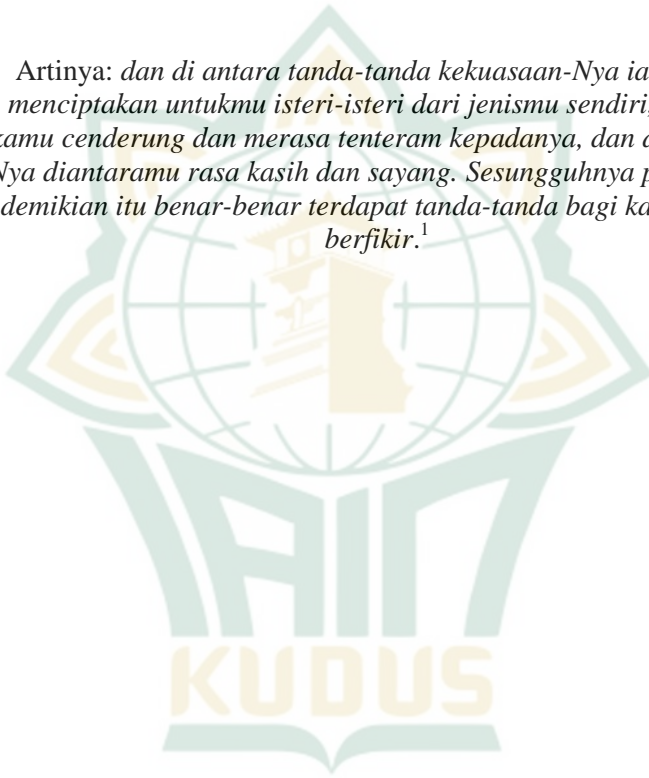 Artinya: dan di antara tanda-tanda kekuasaan-Nya ia
menciptakan untukmu isteri-isteri dari jenismu sendiri,
kamu cenderung dan merasa tenteram kepadanya, dan
Nya diantaramu rasa kasih dan sayang. Sesungguhnya
demikian itu benar-benar terdapat tanda-tanda bagi
berfikir.1
IAIN
KUDUS